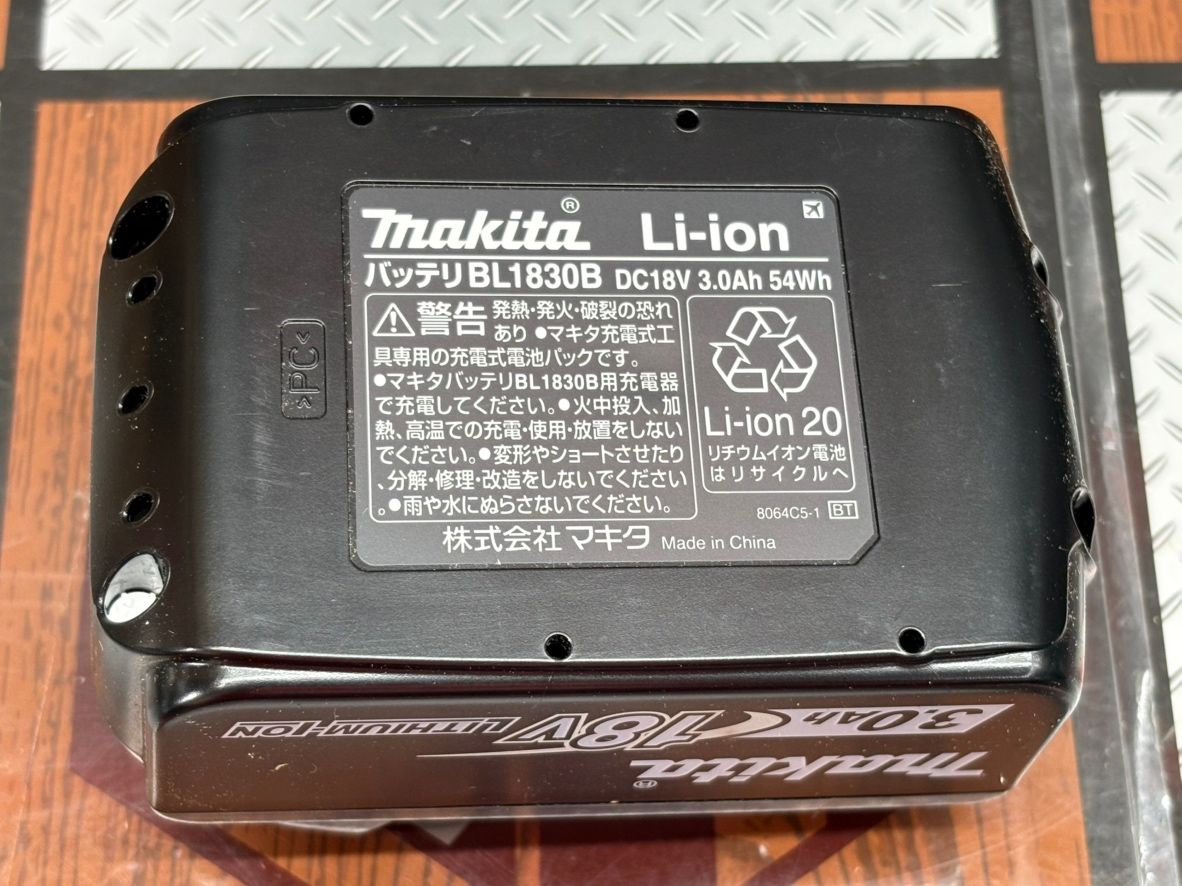 makita® Li-ion
バッテリBL1830B DC18V 3.0Ah 54Wh
⚠警告 発熱・発火・破裂の恐れ
あり ●マキタ充電式工
具専用の充電式電池パックです。
●マキタバッテリBL1830B用充電器
で充電してください。●火中投入、加
熱、高温での充電・使用・放置をしない
でください。●変形やショートさせたり
、分解・修理・改造をしないでください
。●雨や水にぬらさないでください。
Li-ion 20
リチウムイオン電池
はリサイクルへ
8064C5-1 BT
株式会社マキタ Made in China
>PC<
makita®
3.0Ah 18V LITHIUM-ION